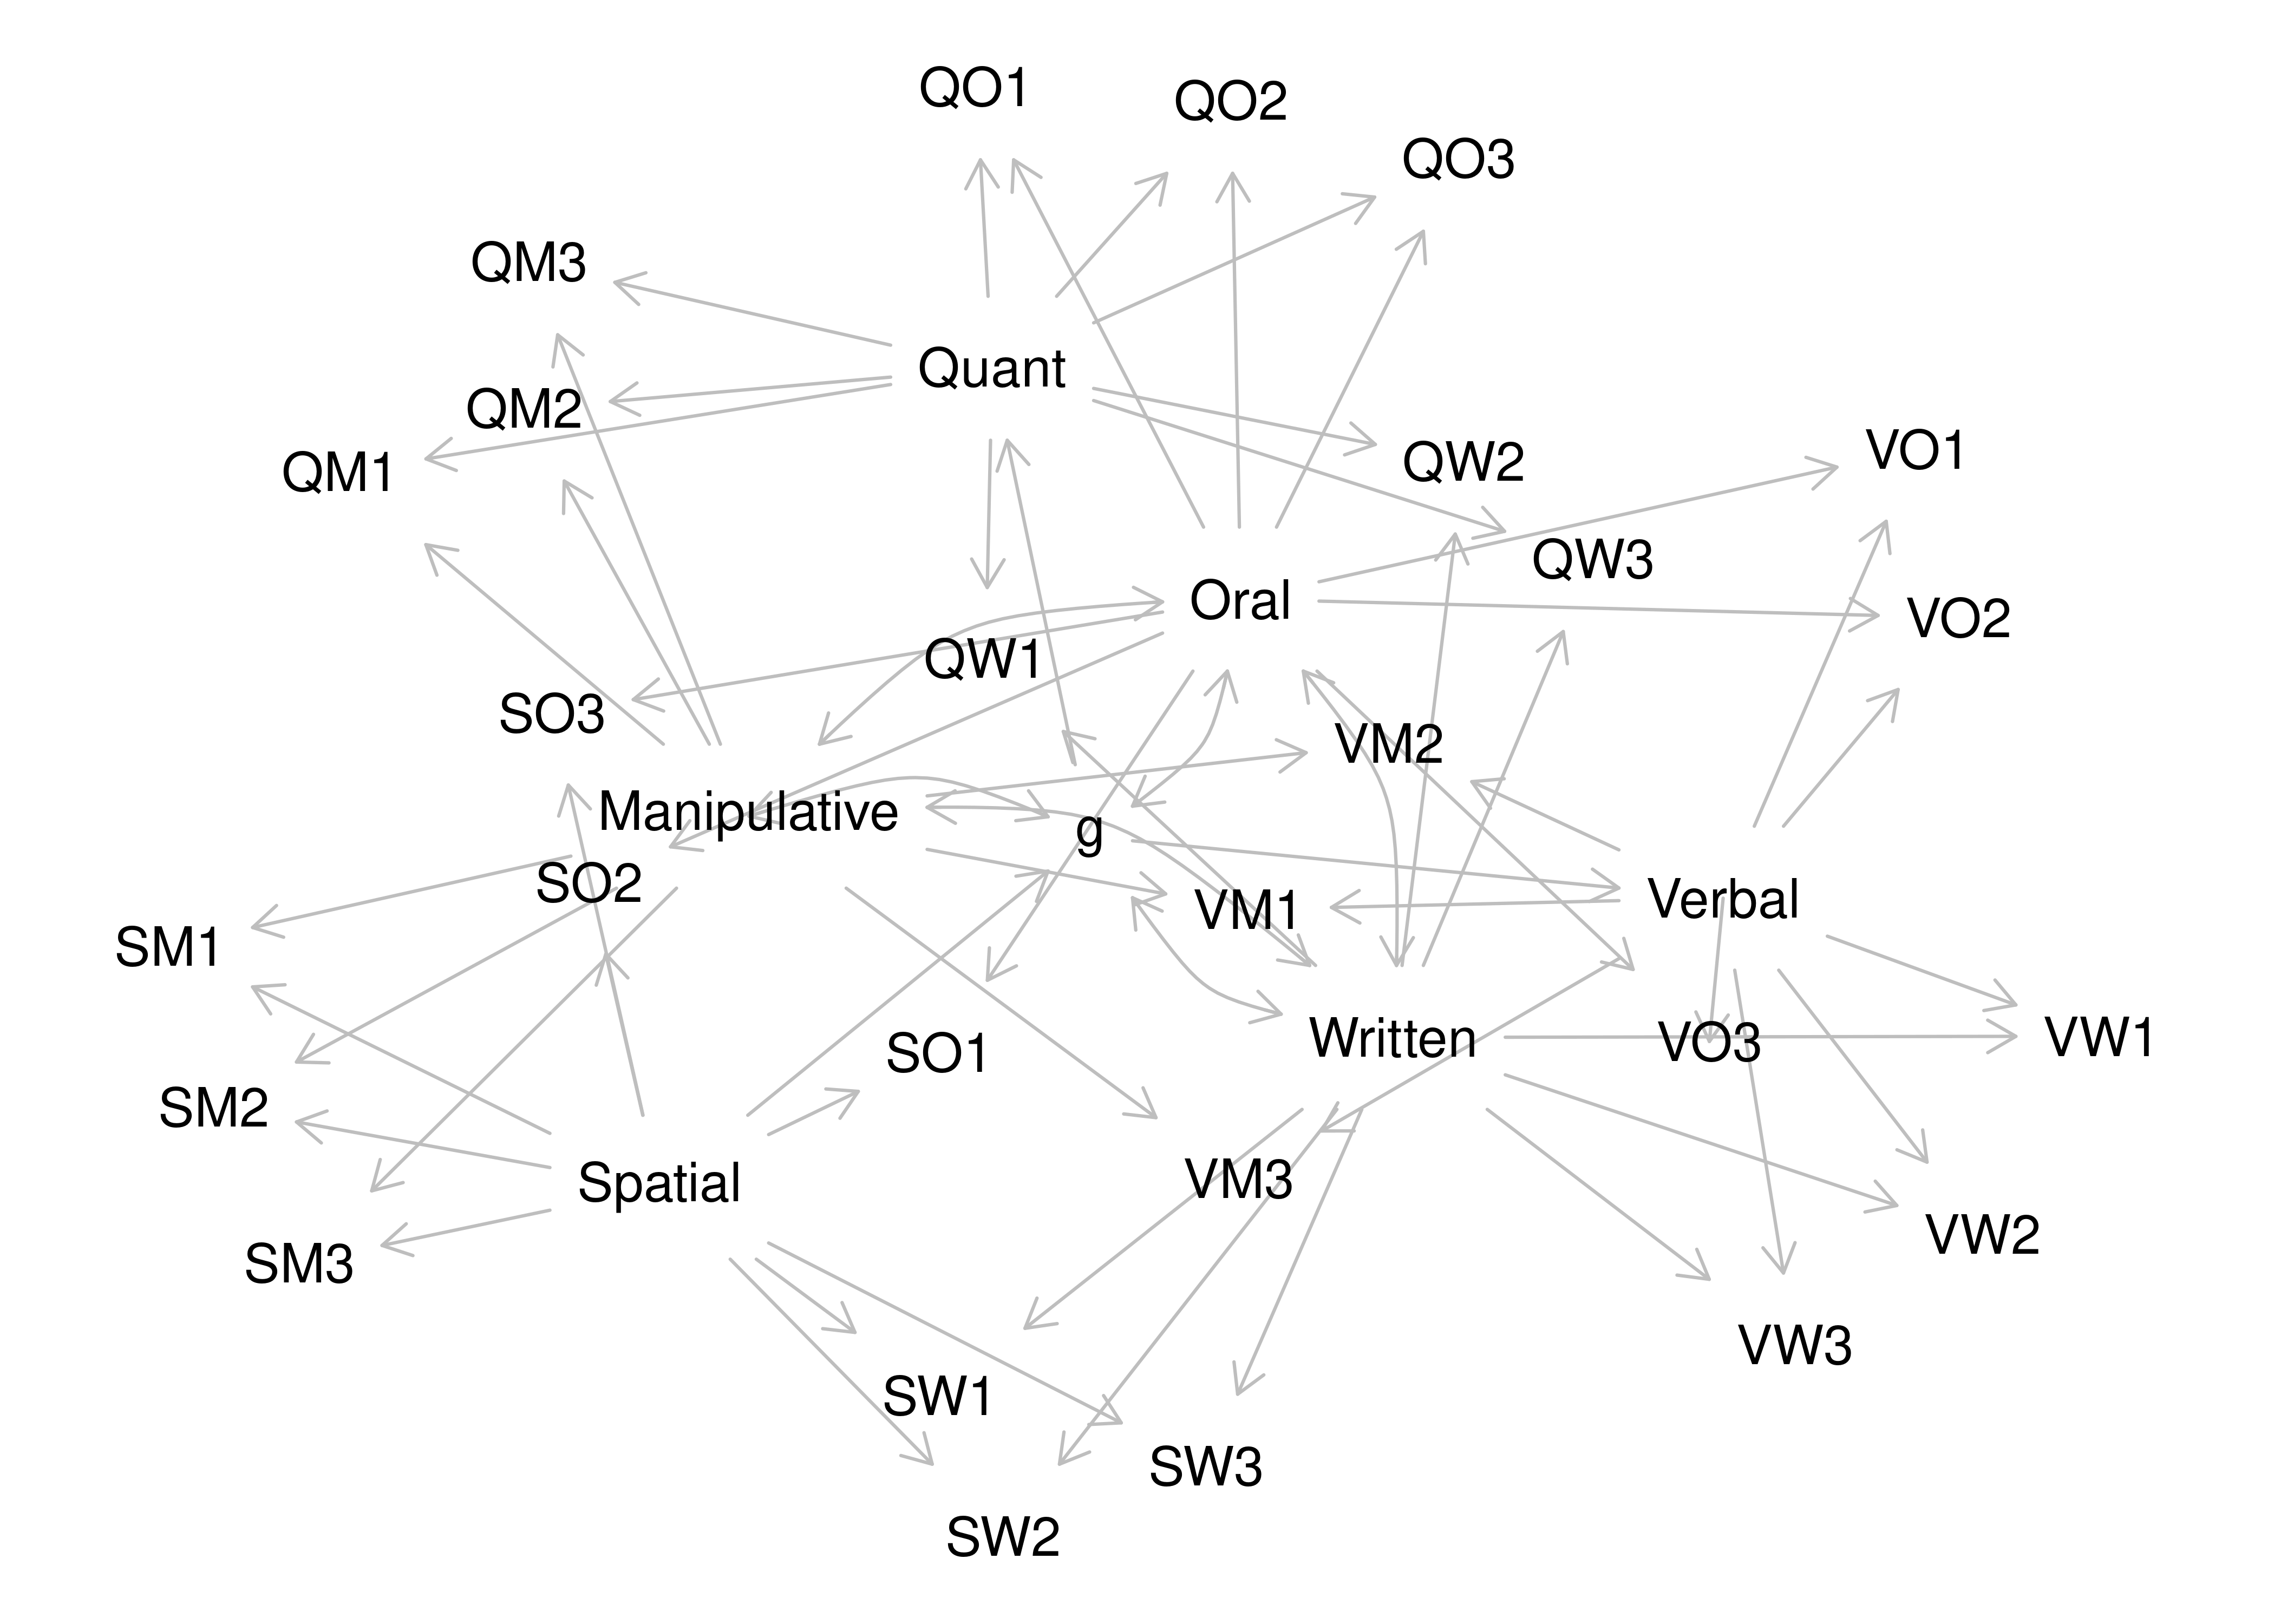 QO1
QO2
QO3
QM3
Quant
QM2
QM1
QW2
VO1
QW3
Oral
VO2
QW1
SO3
VM2
Manipulative
g
SO2
VM1
Verbal
SM1
Written
VO3
VW1
SO1
SM2
VM3
Spatial
VW2
SM3
VW3
SW1
SW3
SW2